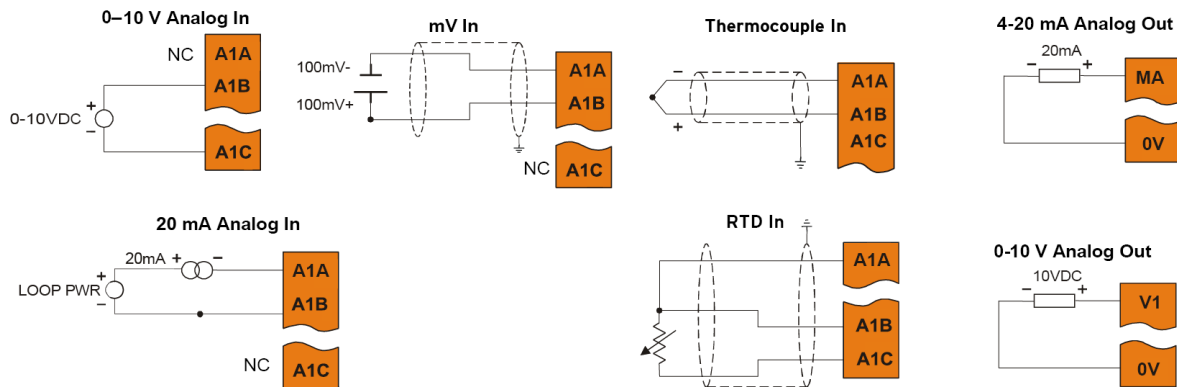 0–10 V Analog In
NC
A1A
A1B
A1C
+
0-10VDC
−
mV In
100mV-
100mV+
A1A
A1B
NC
A1C
Thermocouple In
−
+
A1A
A1B
A1C
4-20 mA Analog Out
20mA
−
+
MA
0V
20 mA Analog In
20mA
+
−
+
LOOP PWR
−
A1A
A1B
NC
A1C
RTD In
A1A
A1B
A1C
0-10 V Analog Out
10VDC
−
+
V1
0V